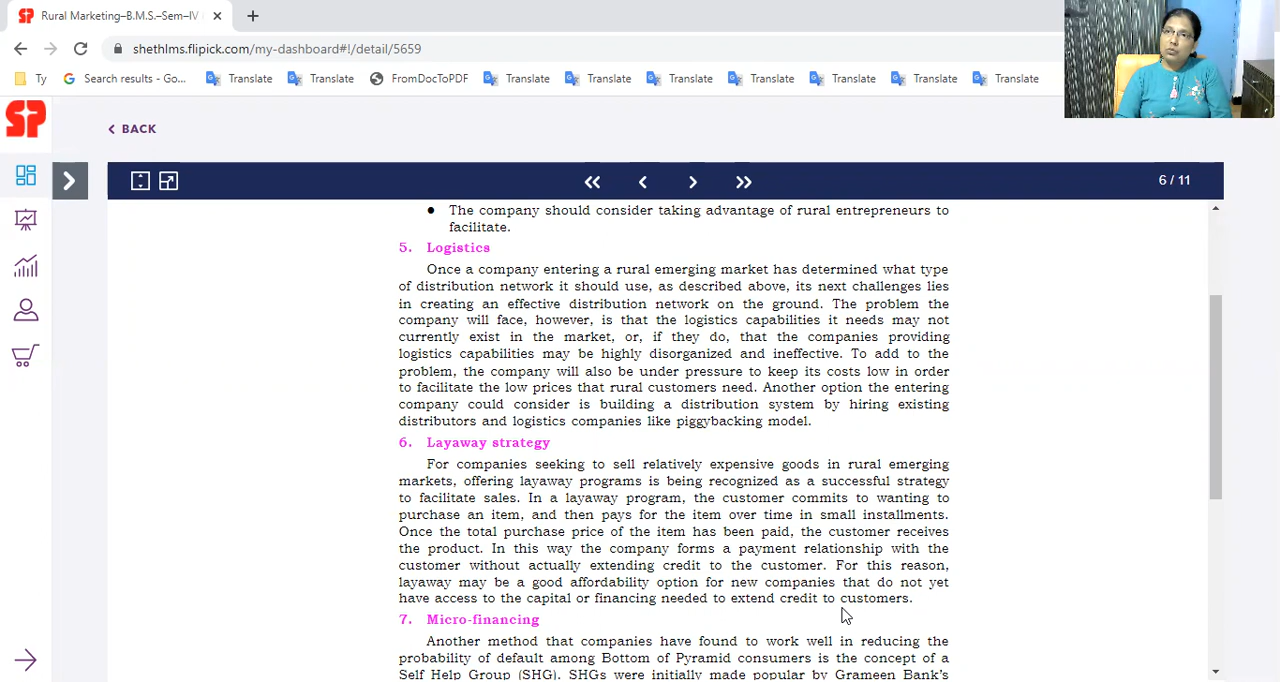 Rural Marketing–B.M.S.–Sem–IV
shethlms.flipick.com/my-dashboard#!/detail/5659
Ty Search results - Go... Translate Translate FromDocToPDF Translate Translate Translate Translate Translate Translate Translate
SP
BACK
6 / 11
● The company should consider taking advantage of rural entrepreneurs to
facilitate.
5. Logistics
Once a company entering a rural emerging market has determined what type
of distribution network it should use, as described above, its next challenges lies
in creating an effective distribution network on the ground. The problem the
company will face, however, is that the logistics capabilities it needs may not
currently exist in the market, or, if they do, that the companies providing
logistics capabilities may be highly disorganized and ineffective. To add to the
problem, the company will also be under pressure to keep its costs low in order
to facilitate the low prices that rural customers need. Another option the entering
company could consider is building a distribution system by hiring existing
distributors and logistics companies like piggybacking model.
6. Layaway strategy
For companies seeking to sell relatively expensive goods in rural emerging
markets, offering layaway programs is being recognized as a successful strategy
to facilitate sales. In a layaway program, the customer commits to wanting to
purchase an item, and then pays for the item over time in small installments.
Once the total purchase price of the item has been paid, the customer receives
the product. In this way the company forms a payment relationship with the
customer without actually extending credit to the customer. For this reason,
layaway may be a good affordability option for new companies that do not yet
have access to the capital or financing needed to extend credit to customers.
7. Micro-financing
Another method that companies have found to work well in reducing the
probability of default among Bottom of Pyramid consumers is the concept of a
Self Help Group (SHG). SHGs were initially made popular by Grameen Bank's